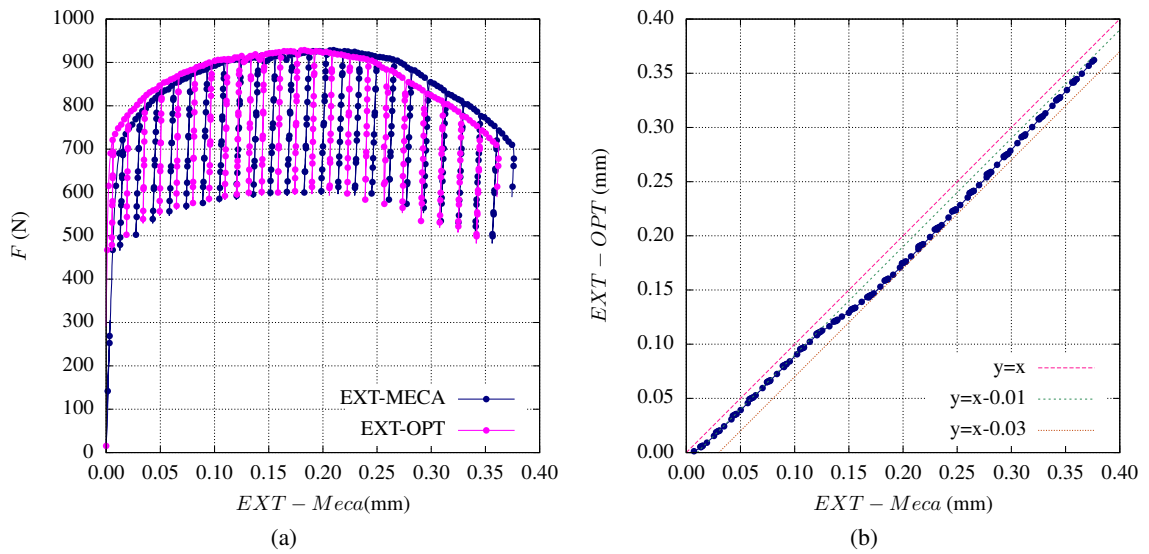 1000
900
800
700
600
500
400
300
200
100
0
F (N)
EXT-MECA
EXT-OPT
0.00 0.05 0.10 0.15 0.20 0.25 0.30 0.35 0.40
EXT − Meca(mm)
(a)
0.40
0.35
0.30
0.25
0.20
0.15
0.10
0.05
0.00
EXT − OPT (mm)
y=x
y=x-0.01
y=x-0.03
0.00 0.05 0.10 0.15 0.20 0.25 0.30 0.35 0.40
EXT − Meca (mm)
(b)